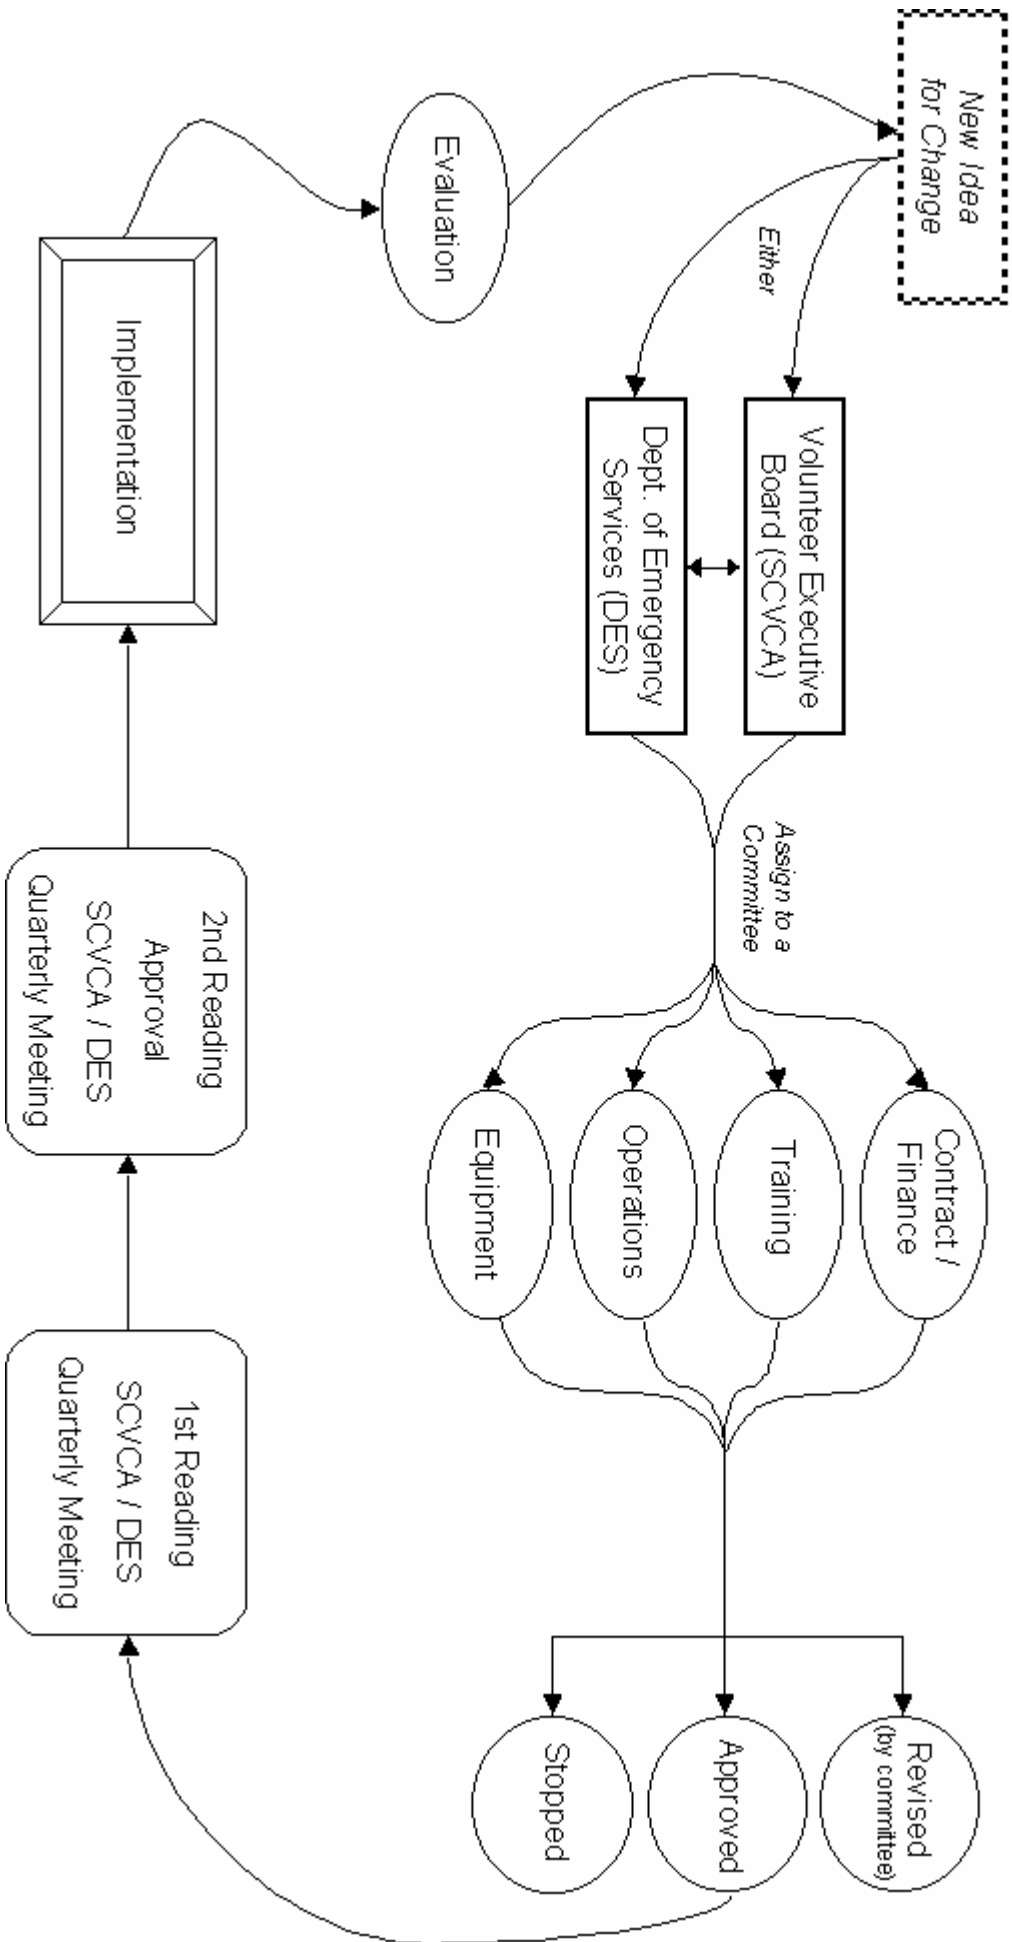 New Idea
for Change
Either
Volunteer Executive
Board (SCVCA)
Dept. of Emergency
Services (DES)
Assign to a
Committee
Contract /
Finance
Training
Operations
Equipment
Revised
(by committee)
Approved
Stopped
1st Reading
SCVCA / DES
Quarterly Meeting
2nd Reading
Approval
SCVCA / DES
Quarterly Meeting
Implementation
Evaluation